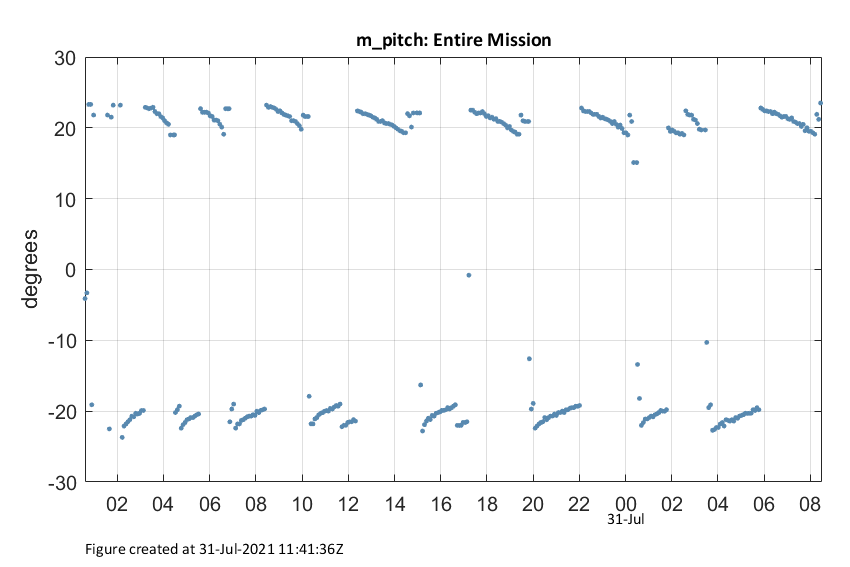 m_pitch: Entire Mission
degrees
30
20
10
0
-10
-20
-30
02 04 06 08 10 12 14 16 18 20 22 00 02 04 06 08
31-Jul
Figure created at 31-Jul-2021 11:41:36Z